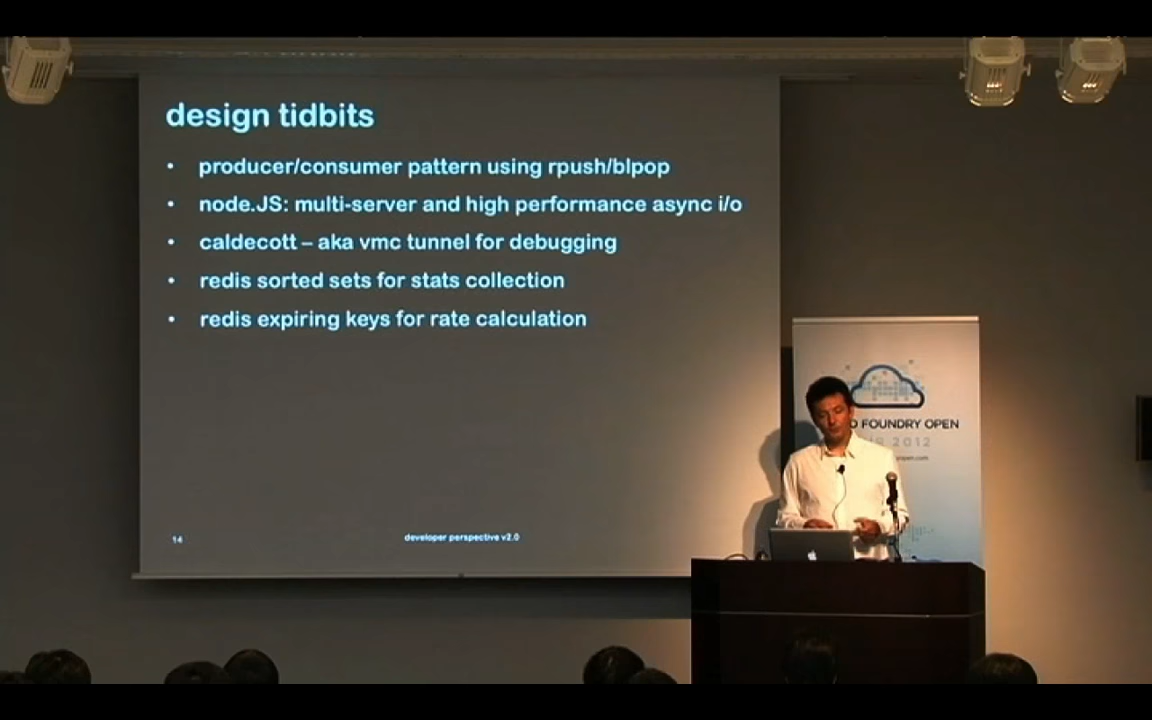 design tidbits
• producer/consumer pattern using rpush/blpop
• node.JS: multi-server and high performance async i/o
• caldecott – aka vmc tunnel for debugging
• redis sorted sets for stats collection
• redis expiring keys for rate calculation
14
developer perspective v2.0
FOUNDRY OPEN
2012